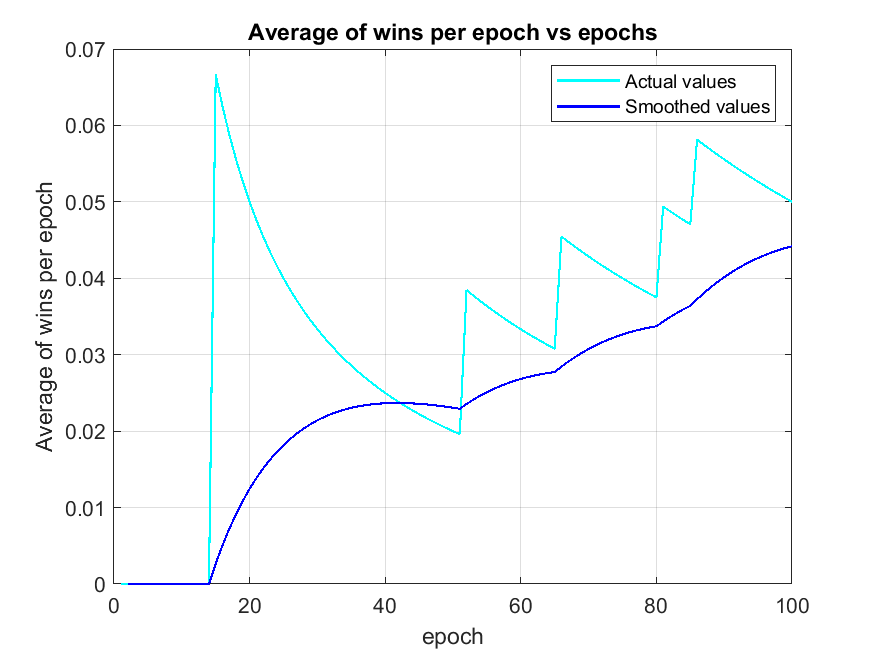 Average of wins per epoch vs epochs
Actual values
Smoothed values
Average of wins per epoch
0.07
0.06
0.05
0.04
0.03
0.02
0.01
0
0 20 40 60 80 100
epoch